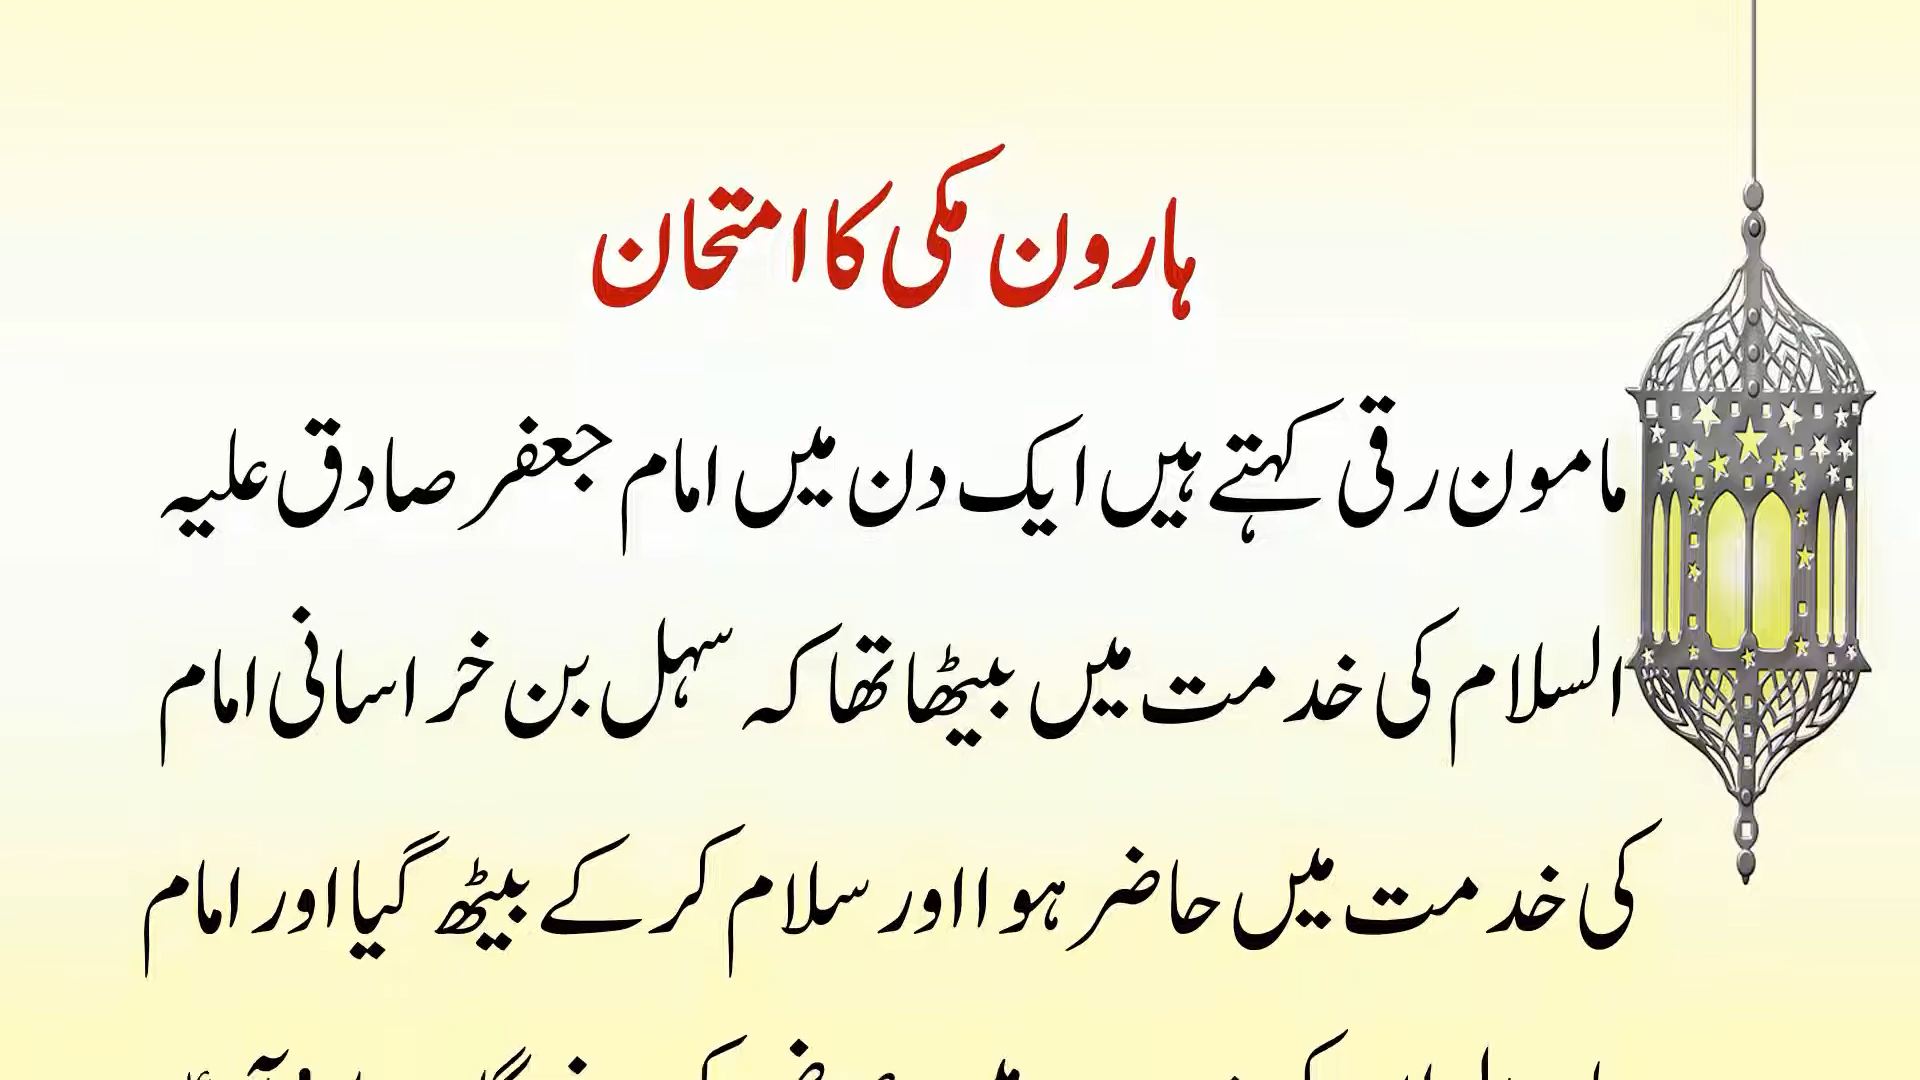 ہارون مکی کا امتحان
مامون رقی کہتے ہیں ایک دن میں امام جعفر صادق علیہ
السلام کی خدمت میں بیٹھا تھا کہ سہل بن خراسانی امام
کی خدمت میں حاضر ہوا اور سلام کر کے بیٹھ گیا اور امام